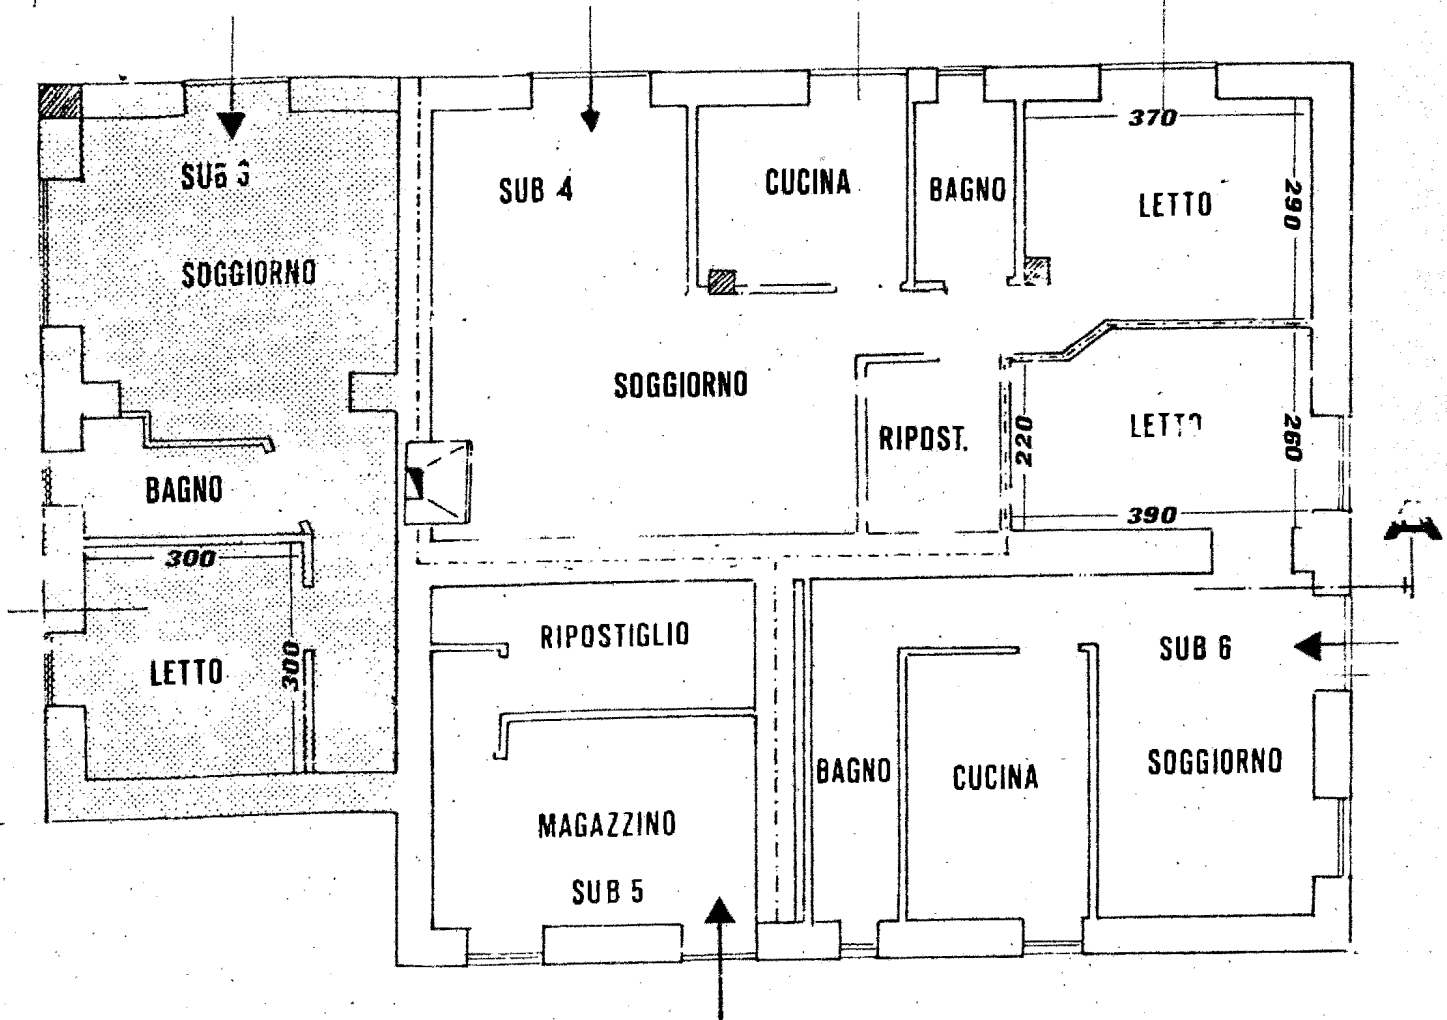 370
SUB 3
SUB 4
CUCINA
BAGNO
LETTO
290
SOGGIORNO
SOGGIORNO
RIPOST.
220
LETTO
260
BAGNO
390
300
RIPOSTIGLIO
SUB 6
LETTO
300
BAGNO
CUCINA
SOGGIORNO
MAGAZZINO
SUB 5